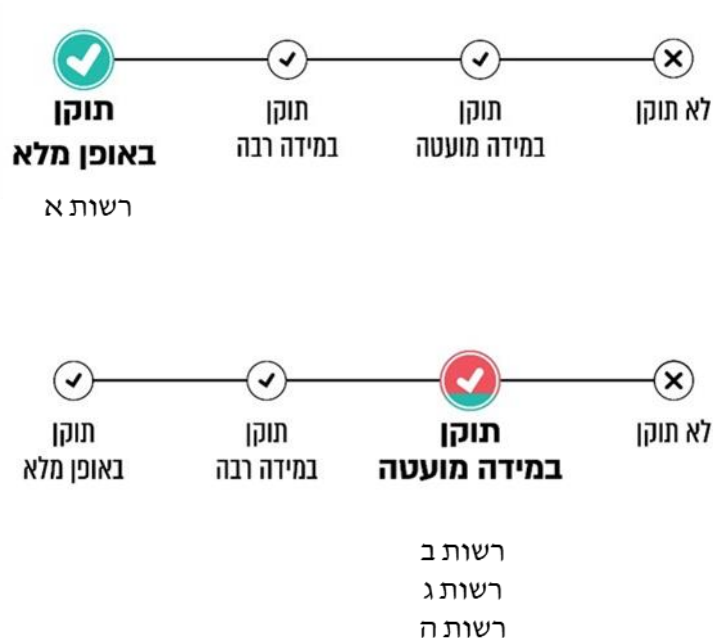 לא תוקן
תוקן
במידה מועטה
תוקן
במידה רבה
תוקן
באופן מלא
רשות א
לא תוקן
תוקן
במידה מועטה
תוקן
במידה רבה
תוקן
באופן מלא
רשות ב
רשות ג
רשות ה